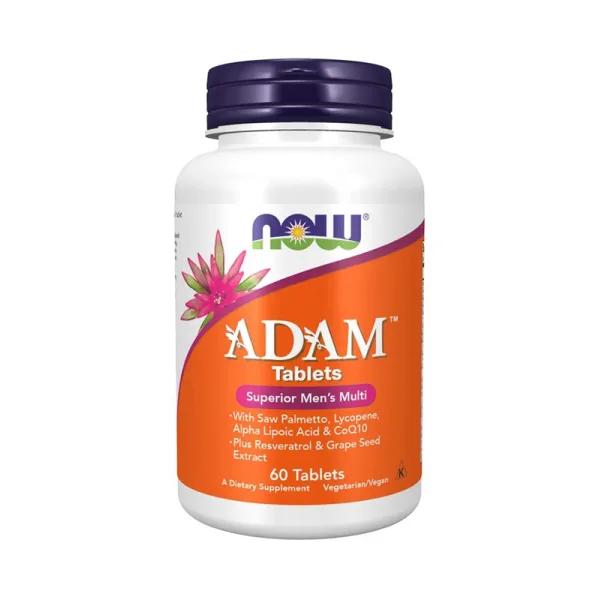 now®
ADAM™
Tablets
Superior Men's Multi
•With Saw Palmetto, Lycopene,
Alpha Lipoic Acid & CoQ10
•Plus Resveratrol & Grape Seed
Extract
60 Tablets
A Dietary Supplement Vegetarian/Vegan
K